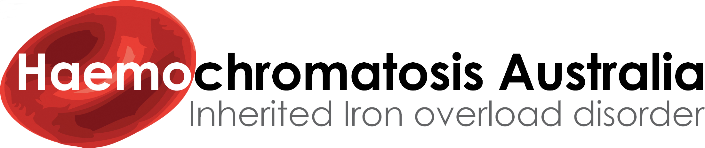 Haemochromatosis Australia
Inherited Iron overload disorder